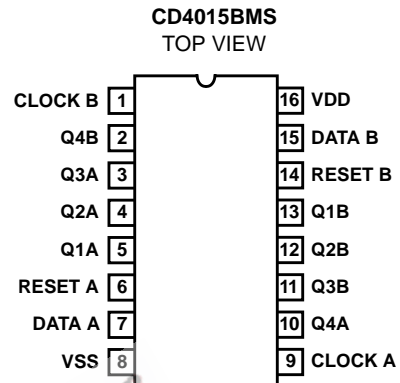 CD4015BMS
TOP VIEW
CLOCK B 1 16 VDD
Q4B 2 15 DATA B
Q3A 3 14 RESET B
Q2A 4 13 Q1B
Q1A 5 12 Q2B
RESET A 6 11 Q3B
DATA A 7 10 Q4A
VSS 8 9 CLOCK A